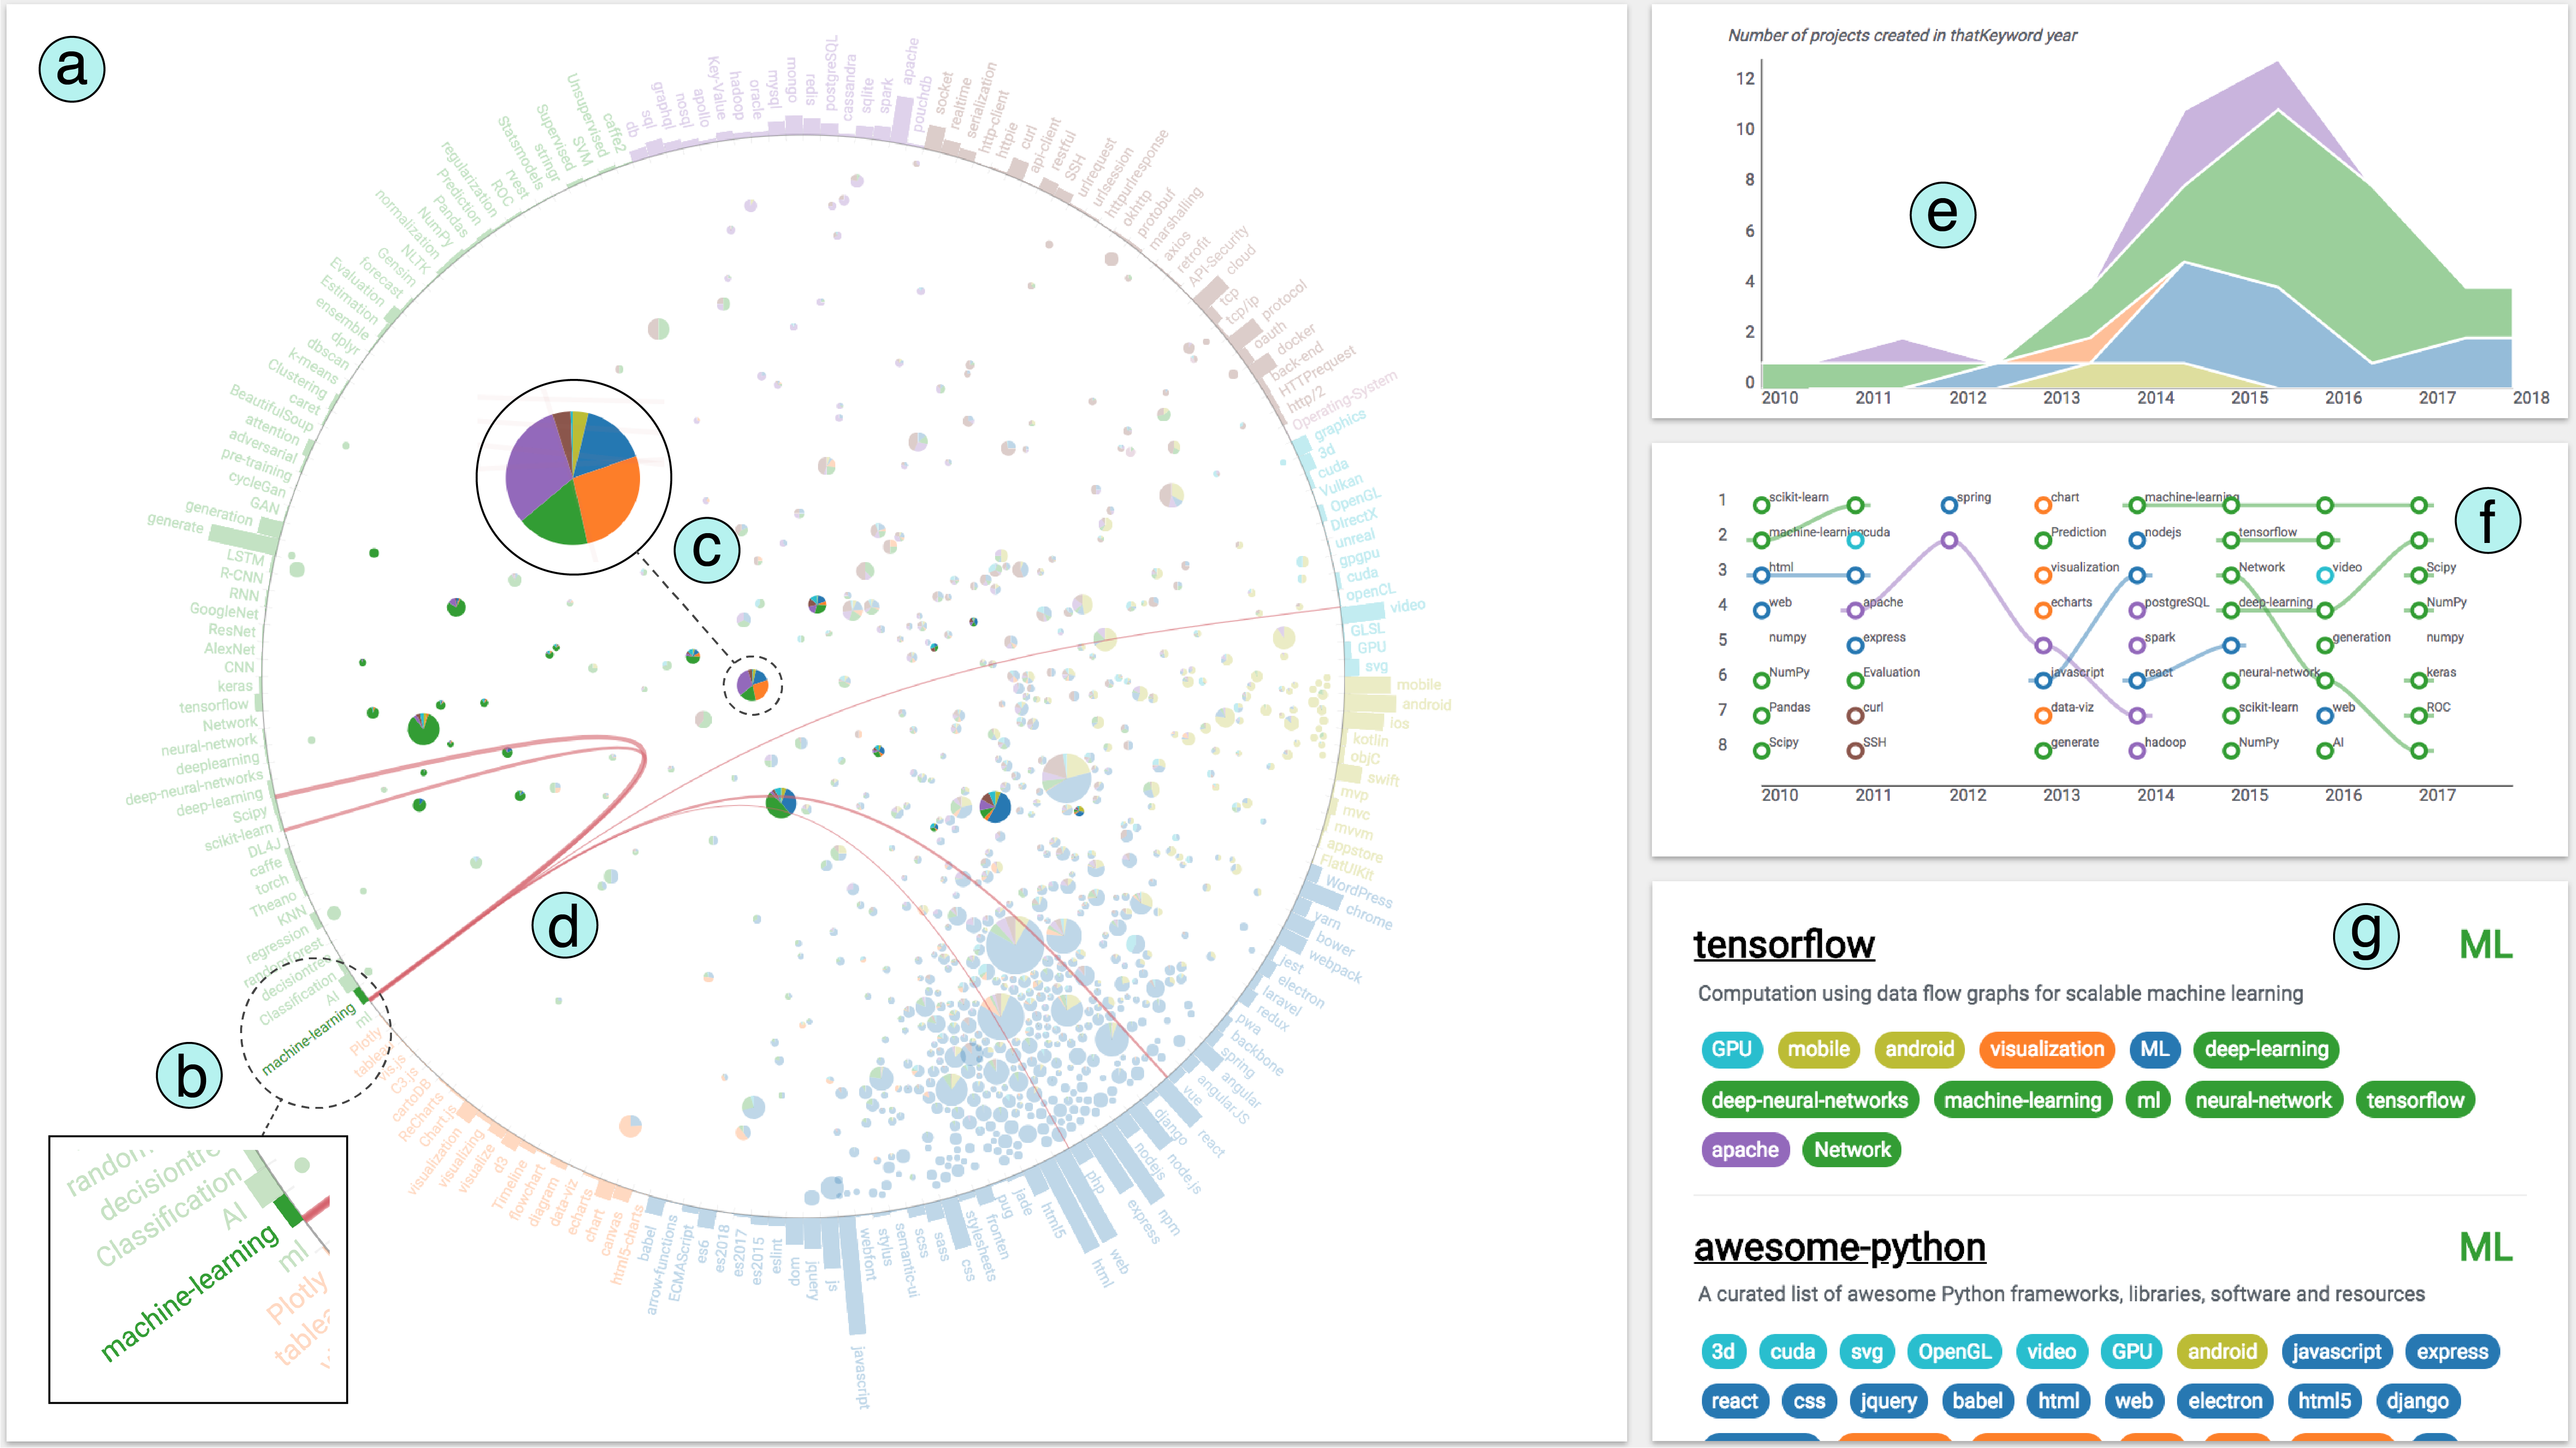 a
db
sql
graphql
nosql
apollo
Key-Value
hadoop
oracle
mysql
mongo
redis
postgreSQL
cassandra
sqlite
spark
apache
pouchdb
socket
realtime
serialization
http-client
httpie
curl
api-client
restful
SSH
urlrequest
urlsession
httpurlresponse
okhttp
protobuf
marshalling
axios
retrofit
API-Security
cloud
tcp
tcp/ip
protocol
oauth
docker
back-end
HTTPrequest
http/2
Operating-System
graphics
3d
cuda
Vulkan
OpenGL
DirectX
unreal
gpgpu
cuda
openCL
video
GLSL
GPU
svg
mobile
android
ios
kotlin
objC
swift
mvp
mvc
mvvm
appstore
FlatUIKit
WordPress
chrome
yarn
bower
webpack
jest
electron
laravel
redux
pwa
backbone
spring
angular
angularJS
vue
react
django
node.js
nodejs
npm
express
php
web
html
html5
jade
pug
fronten
stylesheets
css
sass
scss
semantic-ui
stylus
webfont
javascript
js
jquery
dom
eslint
es2015
es2017
es2018
es6
ECMAScript
arrow-functions
babel
html5-charts
canvas
chart
echarts
data-viz
diagram
flowchart
Timeline
d3
visualize
visualizing
visualization
Chart.js
ReCharts
cartoDB
C3.js
vis.js
tableau
Plotly
ml
machine-learning
AI
Classification
decisiontree
randomforest
regression
KNN
Theano
torch
caffe
DL4J
scikit-learn
Scipy
deep-learning
deep-neural-networks
deeplearning
neural-network
Network
tensorflow
keras
CNN
AlexNet
ResNet
GoogleNet
RNN
R-CNN
LSTM
generate
generation
GAN
cycleGan
pre-training
adversarial
attention
BeautifulSoup
caret
Clustering
k-means
dbscan
dplyr
ensemble
Estimation
Evaluation
forecast
Gensim
NLTK
normalization
NumPy
Pandas
Prediction
regularization
ROC
rvest
Statsmodels
stringr
Supervised
SVM
Unsupervised
caffe2
c
d
b
random
decisiontre
Classification
AI
machine-learning
ml
Plotly
table
Number of projects created in thatKeyword year
12
10
8
6
4
2
0
e
2010 2011 2012 2013 2014 2015 2016 2017 2018
f
1 scikit-learn spring chart machine-learning
2 machine-learning cuda Prediction nodejs tensorflow
3 html visualization Network video Scipy
4 web apache echarts postgreSQL deep-learning NumPy
5 numpy express spark generation numpy
6 NumPy Evaluation javascript react neural-network keras
7 Pandas curl data-viz scikit-learn web ROC
8 Scipy SSH generate hadoop NumPy AI
2010 2011 2012 2013 2014 2015 2016 2017
g
tensorflow ML
Computation using data flow graphs for scalable machine learning
GPU mobile android visualization ML deep-learning
deep-neural-networks machine-learning ml neural-network tensorflow
apache Network
awesome-python ML
A curated list of awesome Python frameworks, libraries, software and resources
3d cuda svg OpenGL video GPU android javascript express
react css jquery babel html web electron html5 django